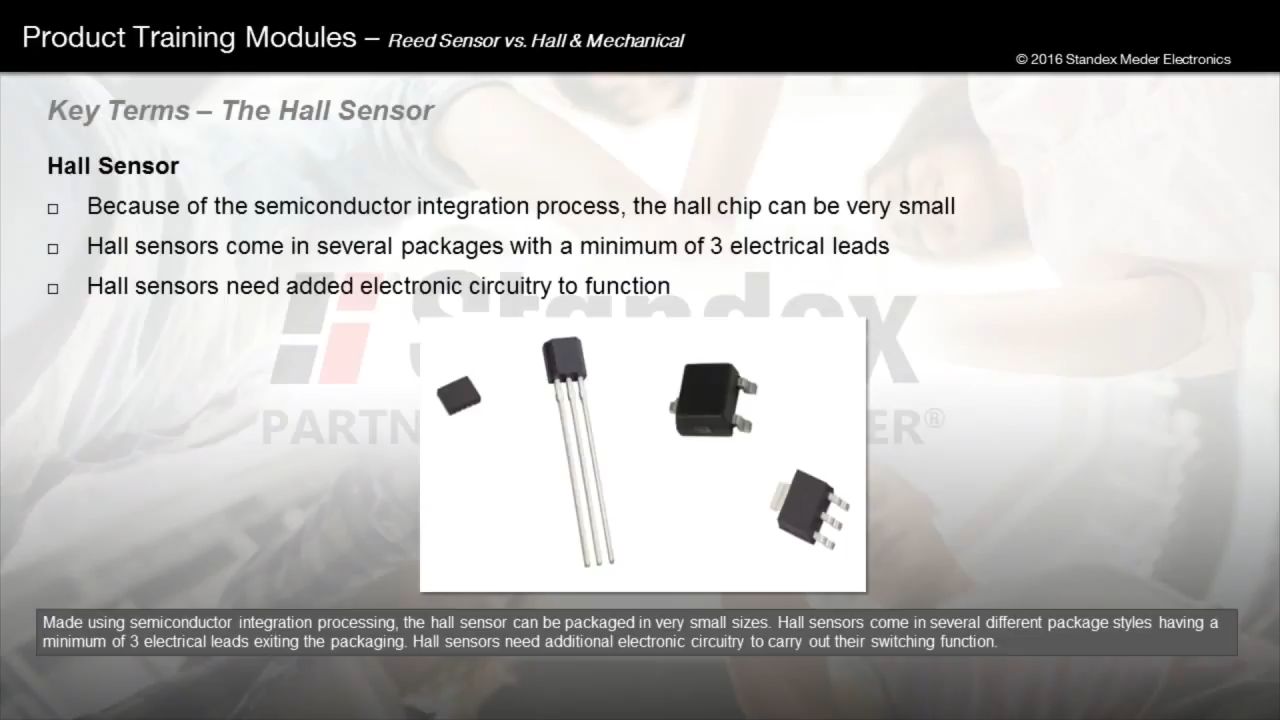 Product Training Modules – Reed Sensor vs. Hall & Mechanical
© 2016 Standex Meder Electronics
Key Terms – The Hall Sensor
Hall Sensor
Because of the semiconductor integration process, the hall chip can be very small
Hall sensors come in several packages with a minimum of 3 electrical leads
Hall sensors need added electronic circuitry to function
Standex
Made using semiconductor integration processing, the hall sensor can be packaged in very small sizes. Hall sensors come in several different package styles having a
minimum of 3 electrical leads exiting the packaging. Hall sensors need additional electronic circuitry to carry out their switching function.